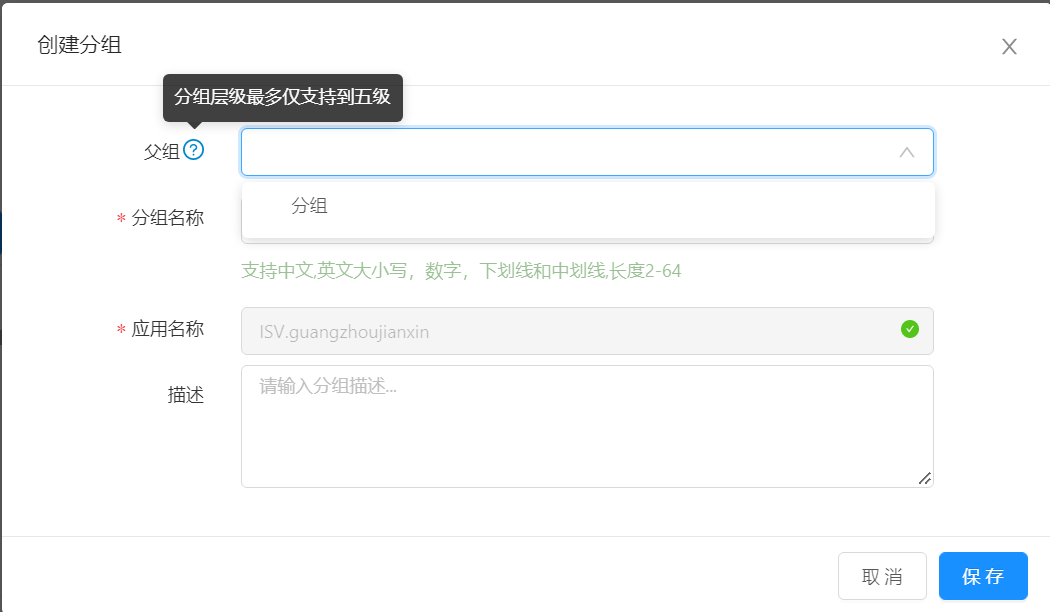 创建分组
分组层级最多仅支持到五级
父组
分组
* 分组名称
支持中文,英文大小写，数字，下划线和中划线,长度2-64
* 应用名称
ISV.guangzhoujianxin
描述
请输入分组描述...
取 消
保 存